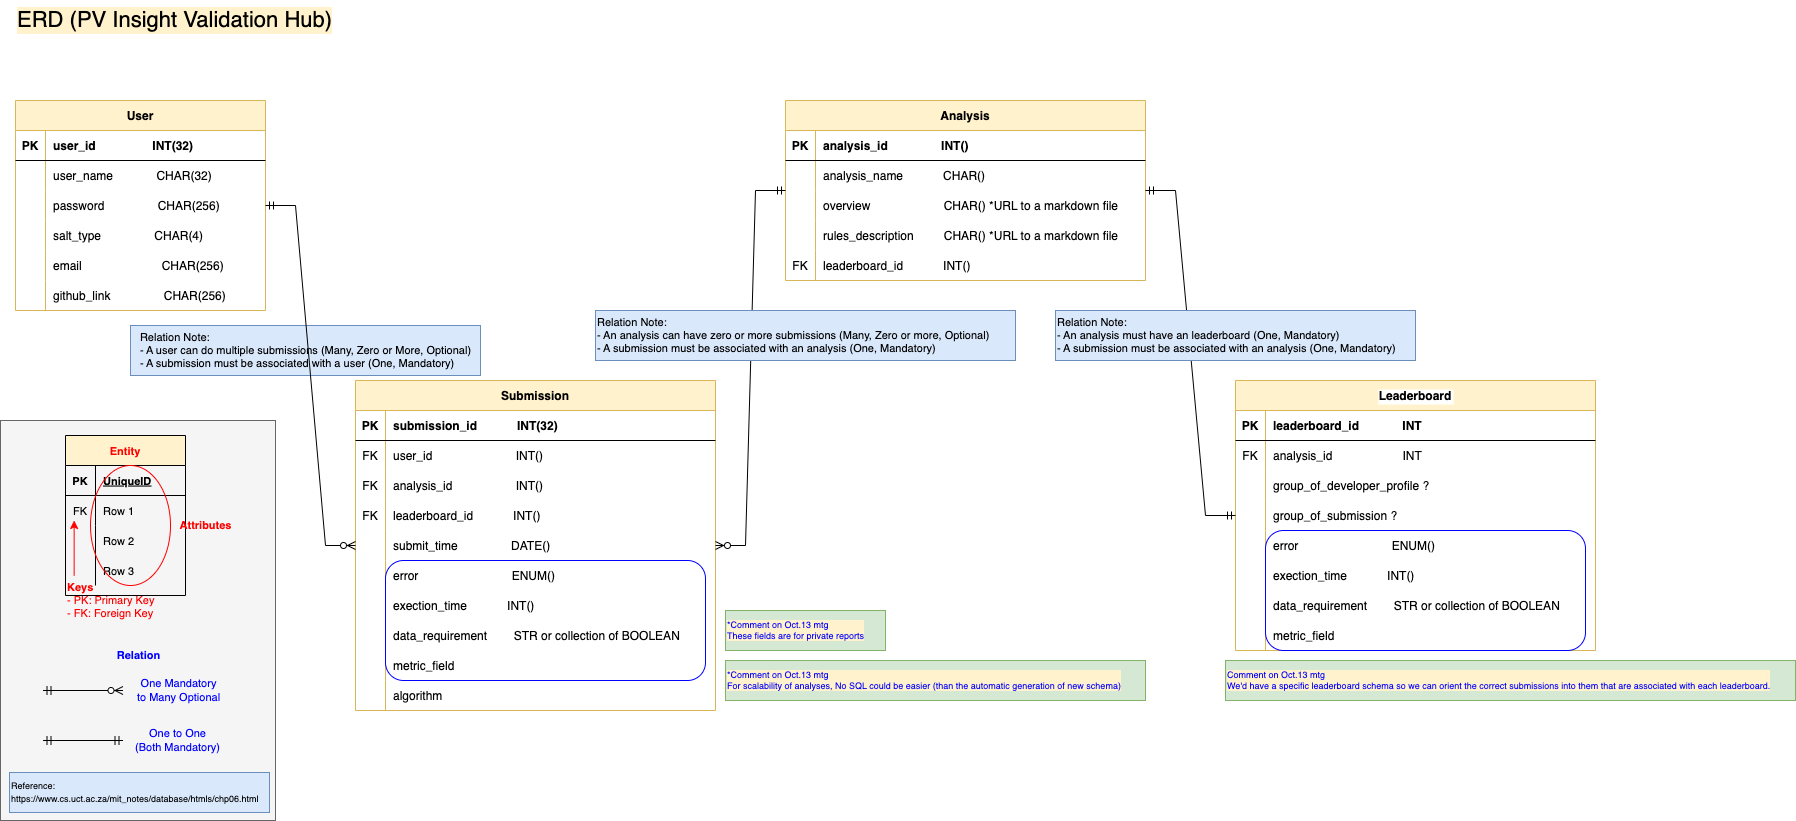 ERD (PV Insight Validation Hub)
User
PK user_id INT(32)
user_name CHAR(32)
password CHAR(256)
salt_type CHAR(4)
email CHAR(256)
github_link CHAR(256)
Relation Note:
- A user can do multiple submissions (Many, Zero or More, Optional)
- A submission must be associated with a user (One, Mandatory)
Analysis
PK analysis_id INT()
analysis_name CHAR()
overview CHAR() *URL to a markdown file
rules_description CHAR() *URL to a markdown file
FK leaderboard_id INT()
Relation Note:
- An analysis can have zero or more submissions (Many, Zero or more, Optional)
- A submission must be associated with an analysis (One, Mandatory)
Relation Note:
- An analysis must have an leaderboard (One, Mandatory)
- A submission must be associated with an analysis (One, Mandatory)
Submission
PK submission_id INT(32)
FK user_id INT()
FK analysis_id INT()
FK leaderboard_id INT()
submit_time DATE()
error ENUM()
exection_time INT()
data_requirement STR or collection of BOOLEAN
metric_field
algorithm
*Comment on Oct.13 mtg
These fields are for private reports
*Comment on Oct.13 mtg
For scalability of analyses, No SQL could be easier (than the automatic generation of new schema)
Leaderboard
PK leaderboard_id INT
FK analysis_id INT
group_of_developer_profile ?
group_of_submission ?
error ENUM()
exection_time INT()
data_requirement STR or collection of BOOLEAN
metric_field
Comment on Oct.13 mtg
We'd have a specific leaderboard schema so we can orient the correct submissions into them that are associated with each leaderboard.
Entity
PK UniqueID
FK Row 1
Row 2
Row 3
Attributes
Keys
- PK: Primary Key
- FK: Foreign Key
Relation
One Mandatory
to Many Optional
One to One
(Both Mandatory)
Reference:
https://www.cs.uct.ac.za/mit_notes/database/htmls/chp06.html